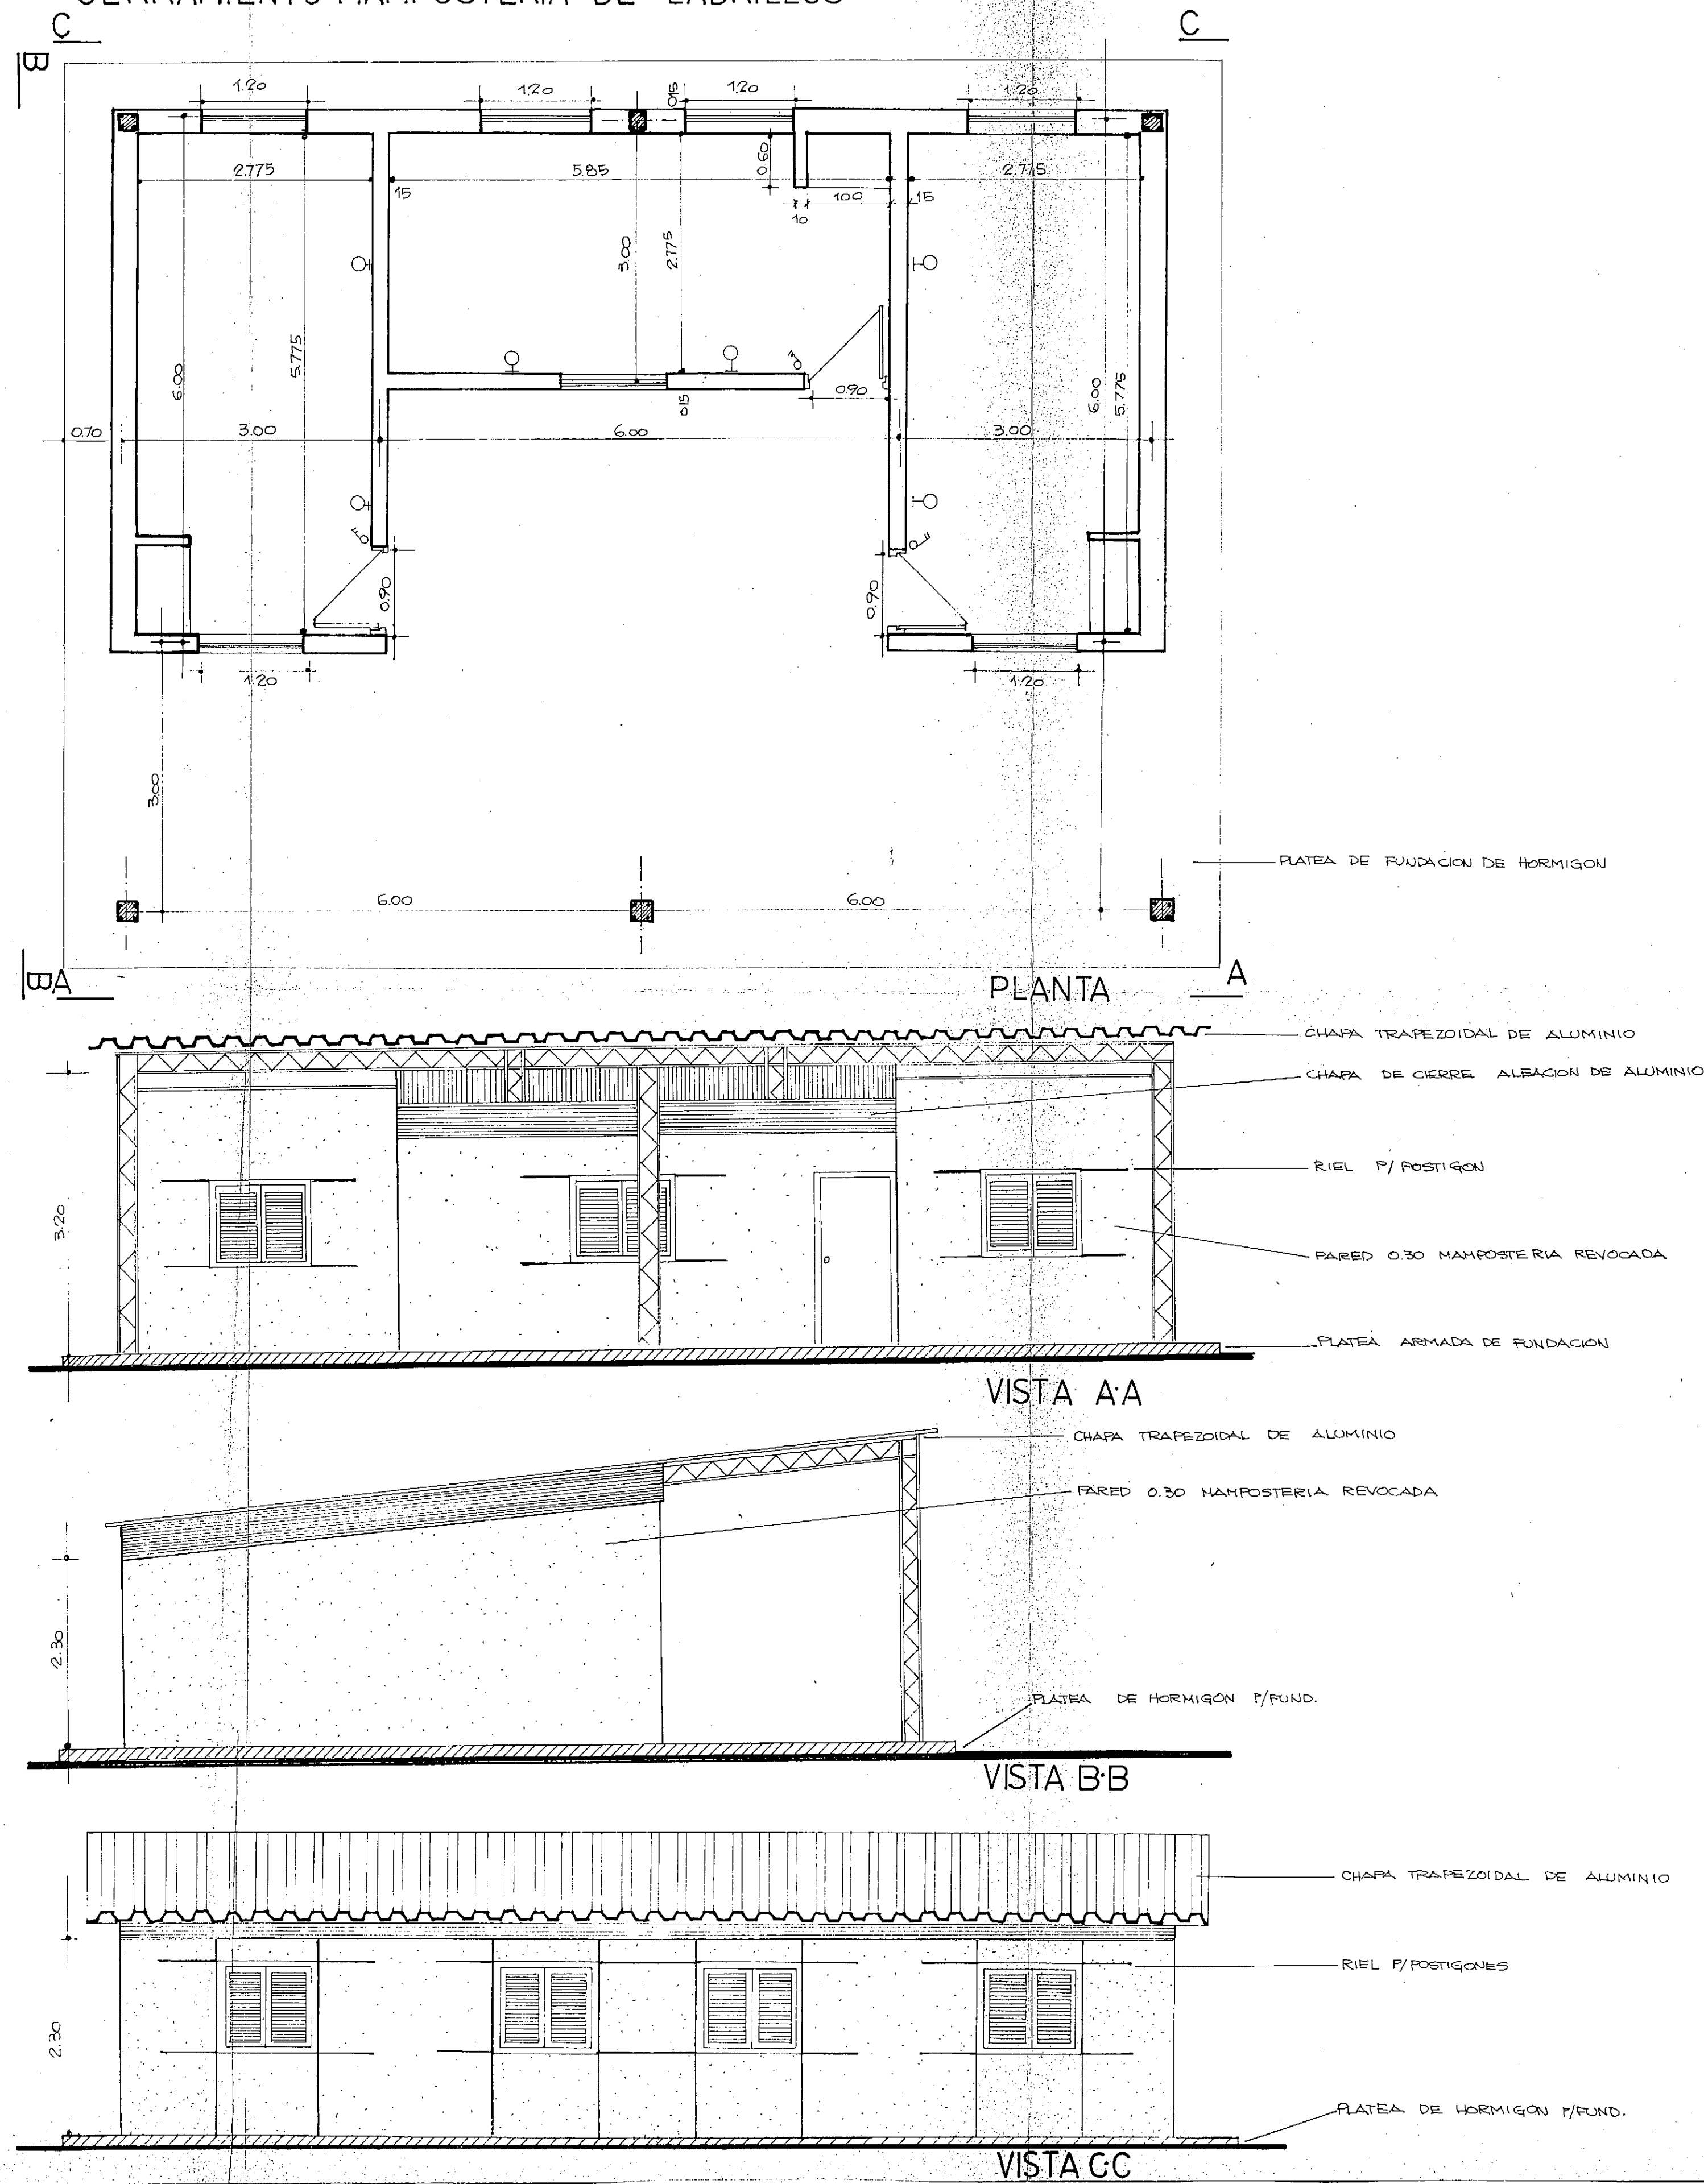 CERRAMIENTO MAMPOSTERIA DE LADRILLOS
C C
B
1.20 1.20 0.15 1.20 1.20
2.775 5.85 0.60 2.775
15 10 100 15
3.00 2.775
6.00 5.775 6.00 5.775
0.15 0.90
0.70 3.00 6.00 3.00
0.90 0.90
1.20 1.20
3.00
PLATEA DE FUNDACION DE HORMIGON
6.00 6.00
B A A
PLANTA
CHAPA TRAPEZOIDAL DE ALUMINIO
CHAPA DE CIERRE ALEACION DE ALUMINIO
RIEL P/ POSTIGON
3.20
PARED 0.30 MAMPOSTERIA REVOCADA
PLATEA ARMADA DE FUNDACION
VISTA A·A
CHAPA TRAPEZOIDAL DE ALUMINIO
PARED 0.30 MAMPOSTERIA REVOCADA
2.30
PLATEA DE HORMIGON P/FUND.
VISTA B·B
CHAPA TRAPEZOIDAL DE ALUMINIO
RIEL P/POSTIGONES
2.30
PLATEA DE HORMIGON P/FUND.
VISTA C·C